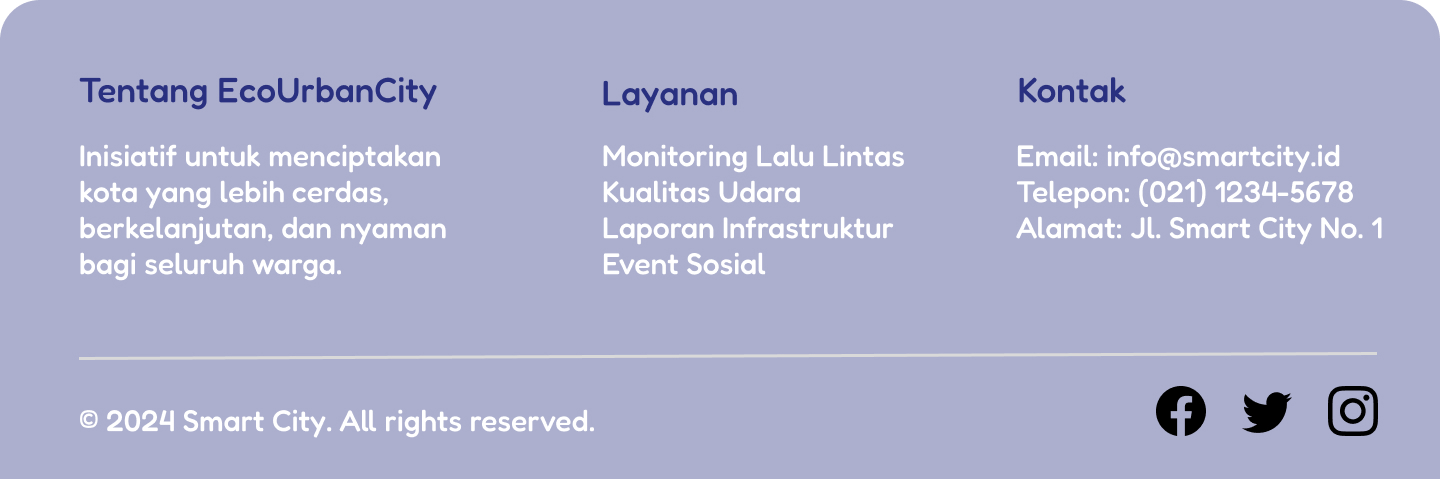 Tentang EcoUrbanCity
Inisiatif untuk menciptakan
kota yang lebih cerdas,
berkelanjutan, dan nyaman
bagi seluruh warga.
Layanan
Monitoring Lalu Lintas
Kualitas Udara
Laporan Infrastruktur
Event Sosial
Kontak
Email: info@smartcity.id
Telepon: (021) 1234-5678
Alamat: Jl. Smart City No. 1
© 2024 Smart City. All rights reserved.